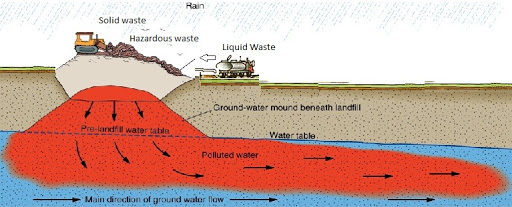 Rain
Solid waste
Hazardous waste
Liquid Waste
Ground-water mound beneath landfill
Pre-landfill water table
Water table
Polluted water
Main direction of ground water flow